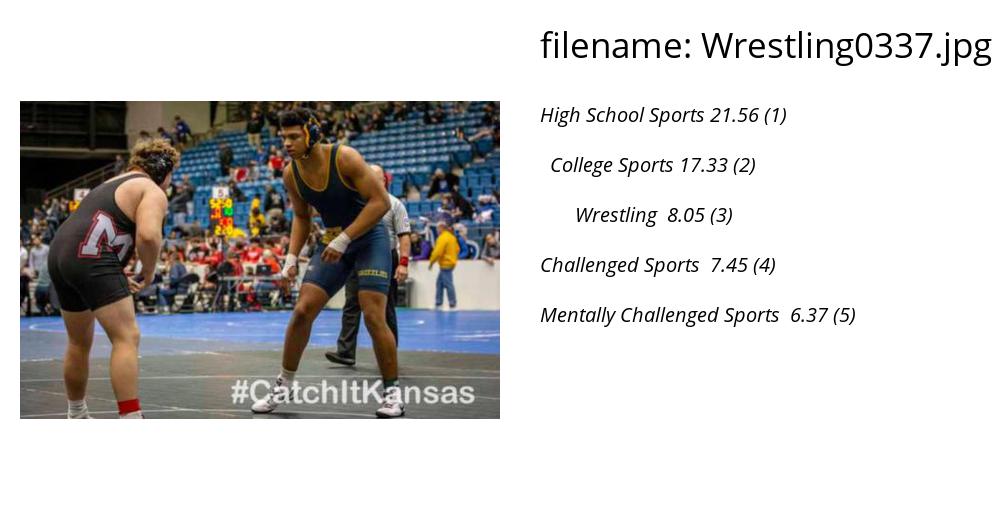 filename: Wrestling0337.jpg
High School Sports 21.56 (1)
College Sports 17.33 (2)
Wrestling 8.05 (3)
Challenged Sports 7.45 (4)
Mentally Challenged Sports 6.37 (5)
M
GRIZZLIES
#CatchItKansas